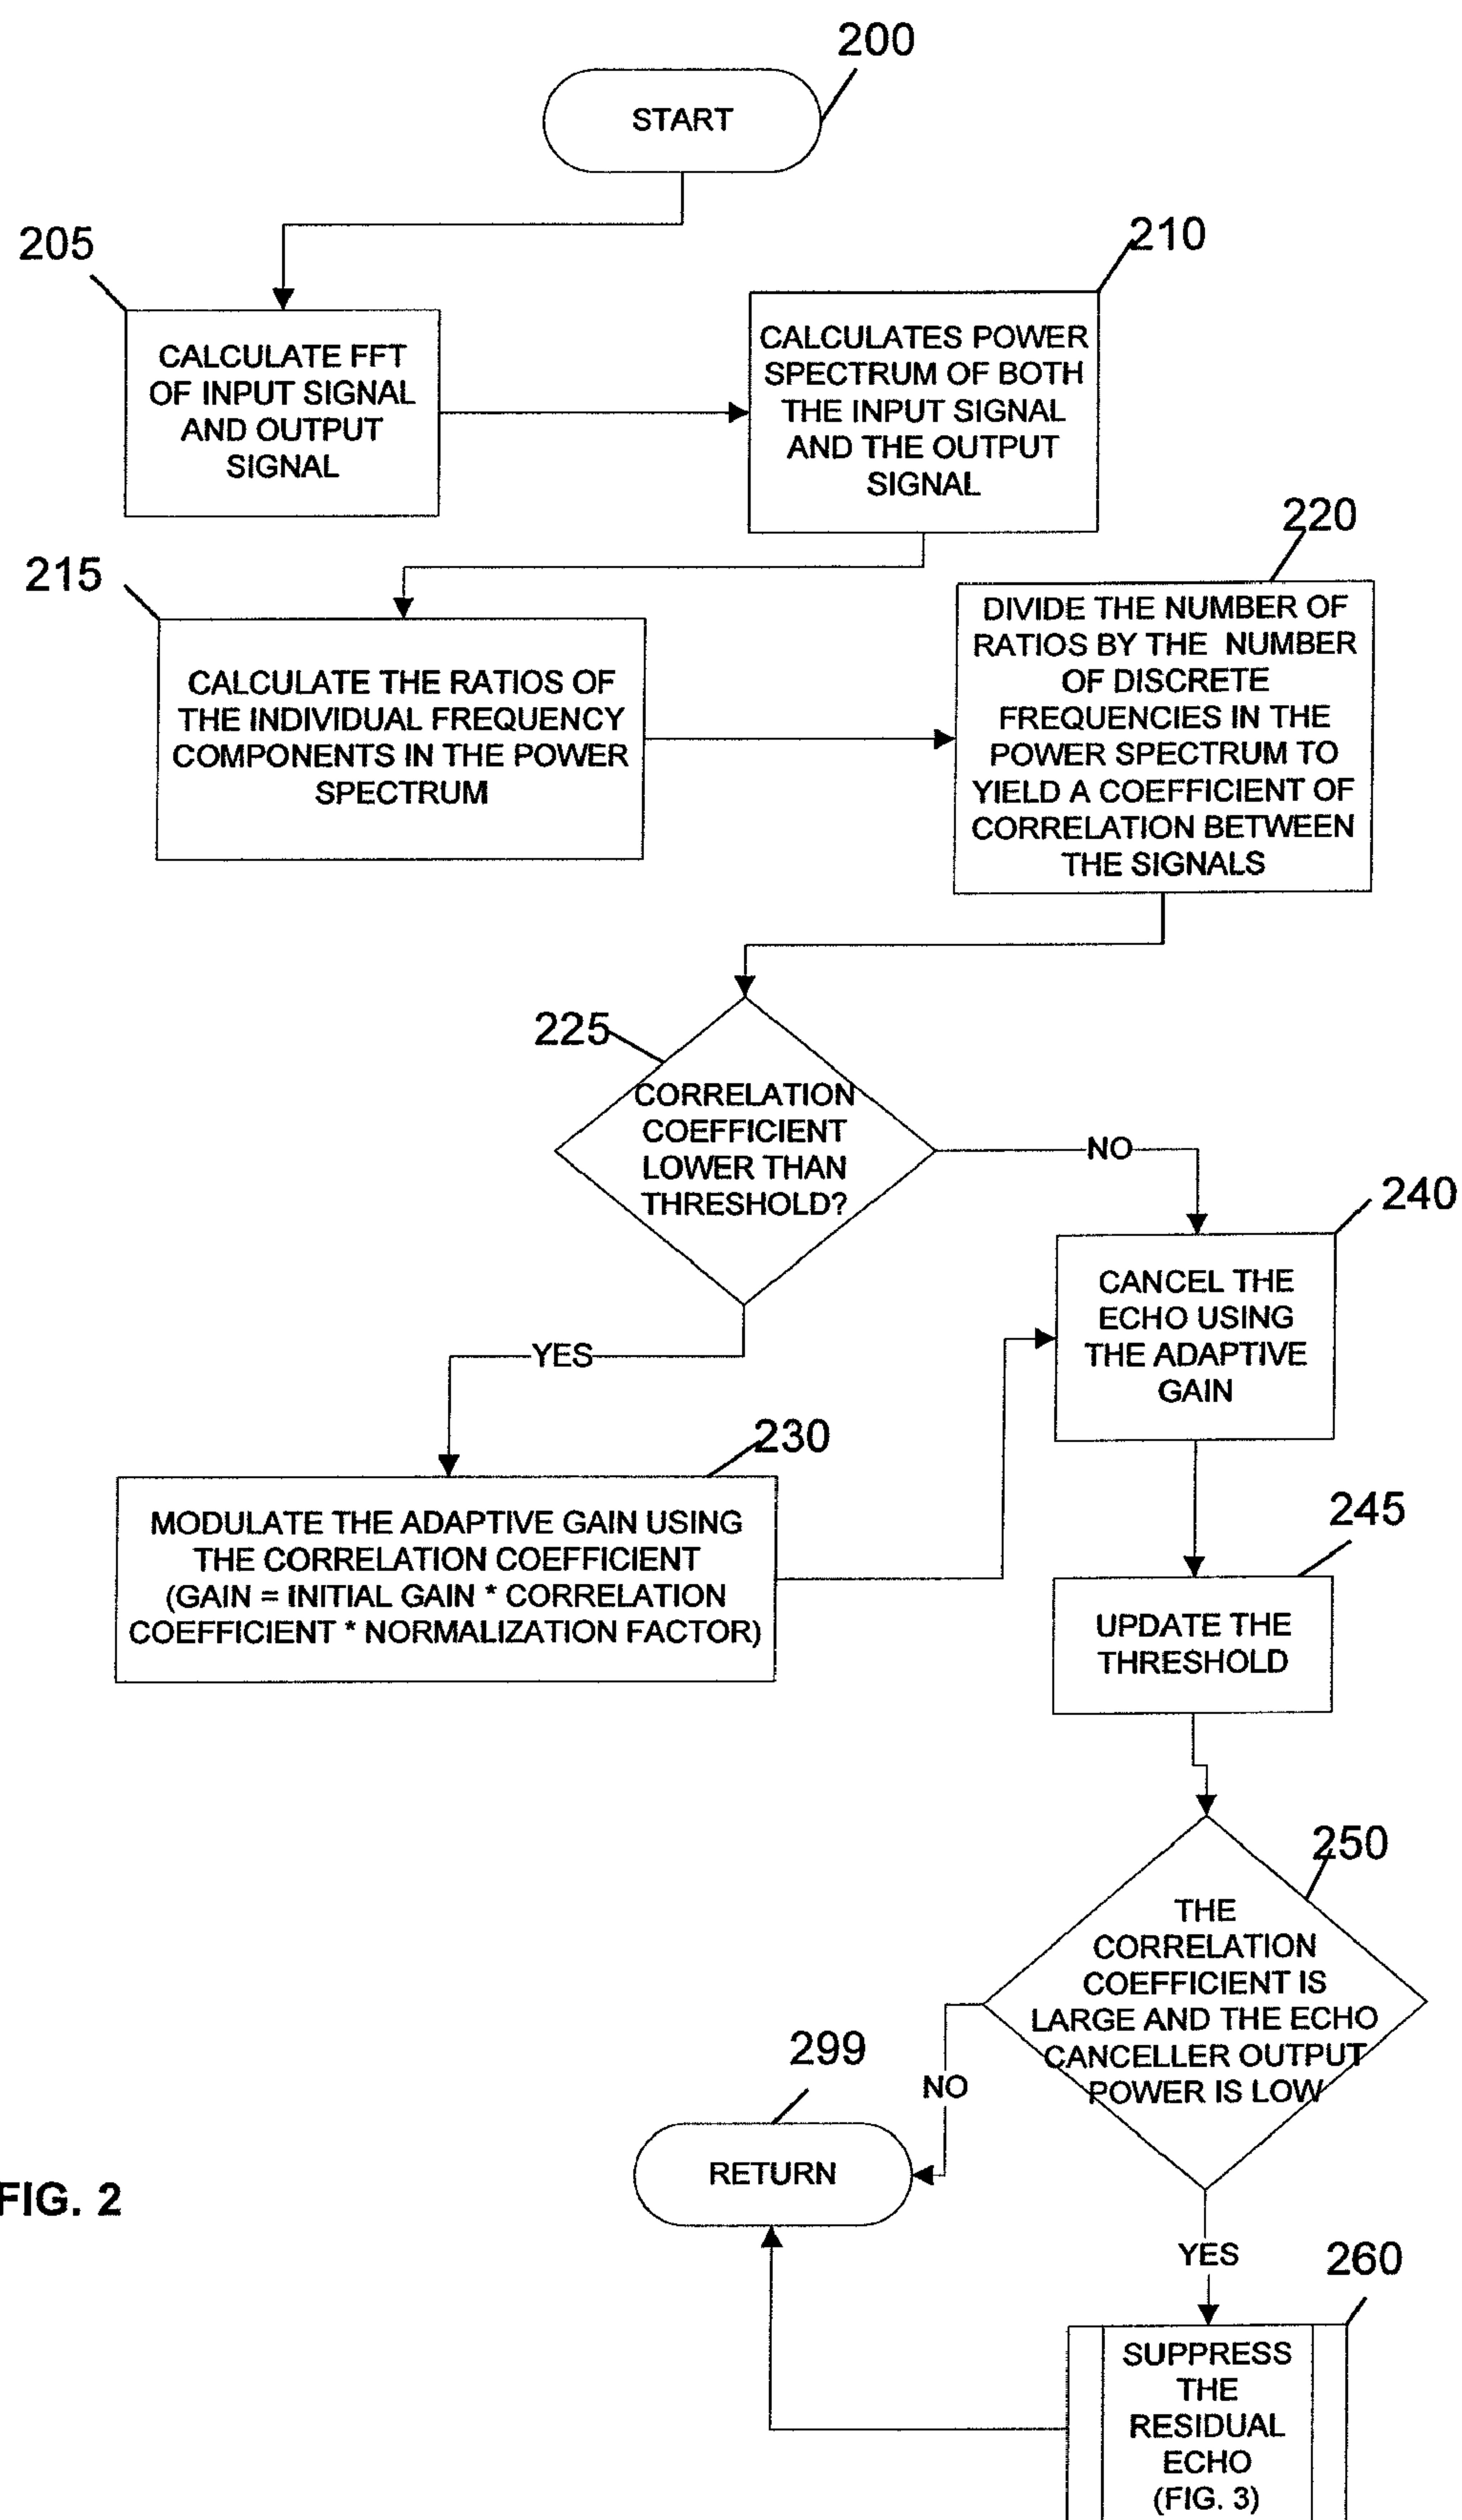 200
START
205
210
CALCULATE FFT
OF INPUT SIGNAL
AND OUTPUT
SIGNAL
CALCULATES POWER
SPECTRUM OF BOTH
THE INPUT SIGNAL
AND THE OUTPUT
SIGNAL
215
220
CALCULATE THE RATIOS OF
THE INDIVIDUAL FREQUENCY
COMPONENTS IN THE POWER
SPECTRUM
DIVIDE THE NUMBER OF
RATIOS BY THE NUMBER
OF DISCRETE
FREQUENCIES IN THE
POWER SPECTRUM TO
YIELD A COEFFICIENT OF
CORRELATION BETWEEN
THE SIGNALS
225
CORRELATION
COEFFICIENT
LOWER THAN
THRESHOLD?
NO
YES
240
CANCEL THE
ECHO USING
THE ADAPTIVE
GAIN
230
MODULATE THE ADAPTIVE GAIN USING
THE CORRELATION COEFFICIENT
(GAIN = INITIAL GAIN * CORRELATION
COEFFICIENT * NORMALIZATION FACTOR)
245
UPDATE THE
THRESHOLD
250
THE
CORRELATION
COEFFICIENT IS
LARGE AND THE ECHO
CANCELLER OUTPUT
POWER IS LOW
NO
299
RETURN
FIG. 2
YES
260
SUPPRESS
THE
RESIDUAL
ECHO
(FIG. 3)